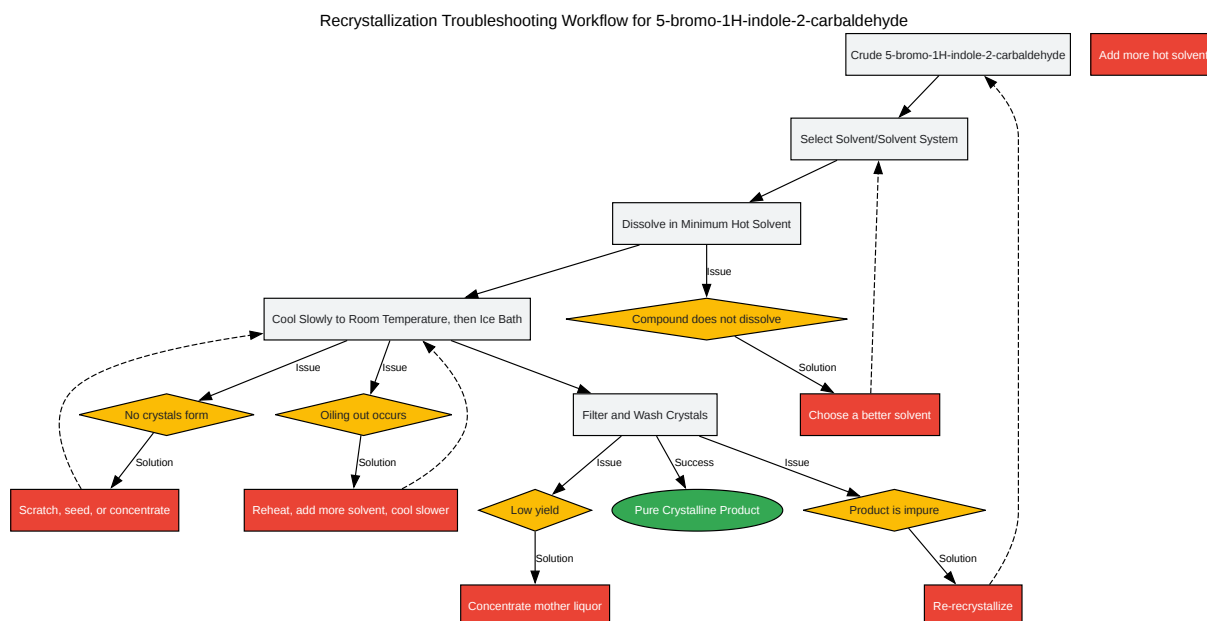 Recrystallization Troubleshooting Workflow for 5-bromo-1H-indole-2-carbaldehyde
Crude 5-bromo-1H-indole-2-carbaldehyde
Add more hot solvent
Select Solvent/Solvent System
Dissolve in Minimum Hot Solvent
Issue
Cool Slowly to Room Temperature, then Ice Bath
Compound does not dissolve
Issue
Issue
Solution
No crystals form
Oiling out occurs
Filter and Wash Crystals
Choose a better solvent
Solution
Solution
Issue
Success
Issue
Scratch, seed, or concentrate
Reheat, add more solvent, cool slower
Low yield
Pure Crystalline Product
Product is impure
Solution
Solution
Concentrate mother liquor
Re-recrystallize